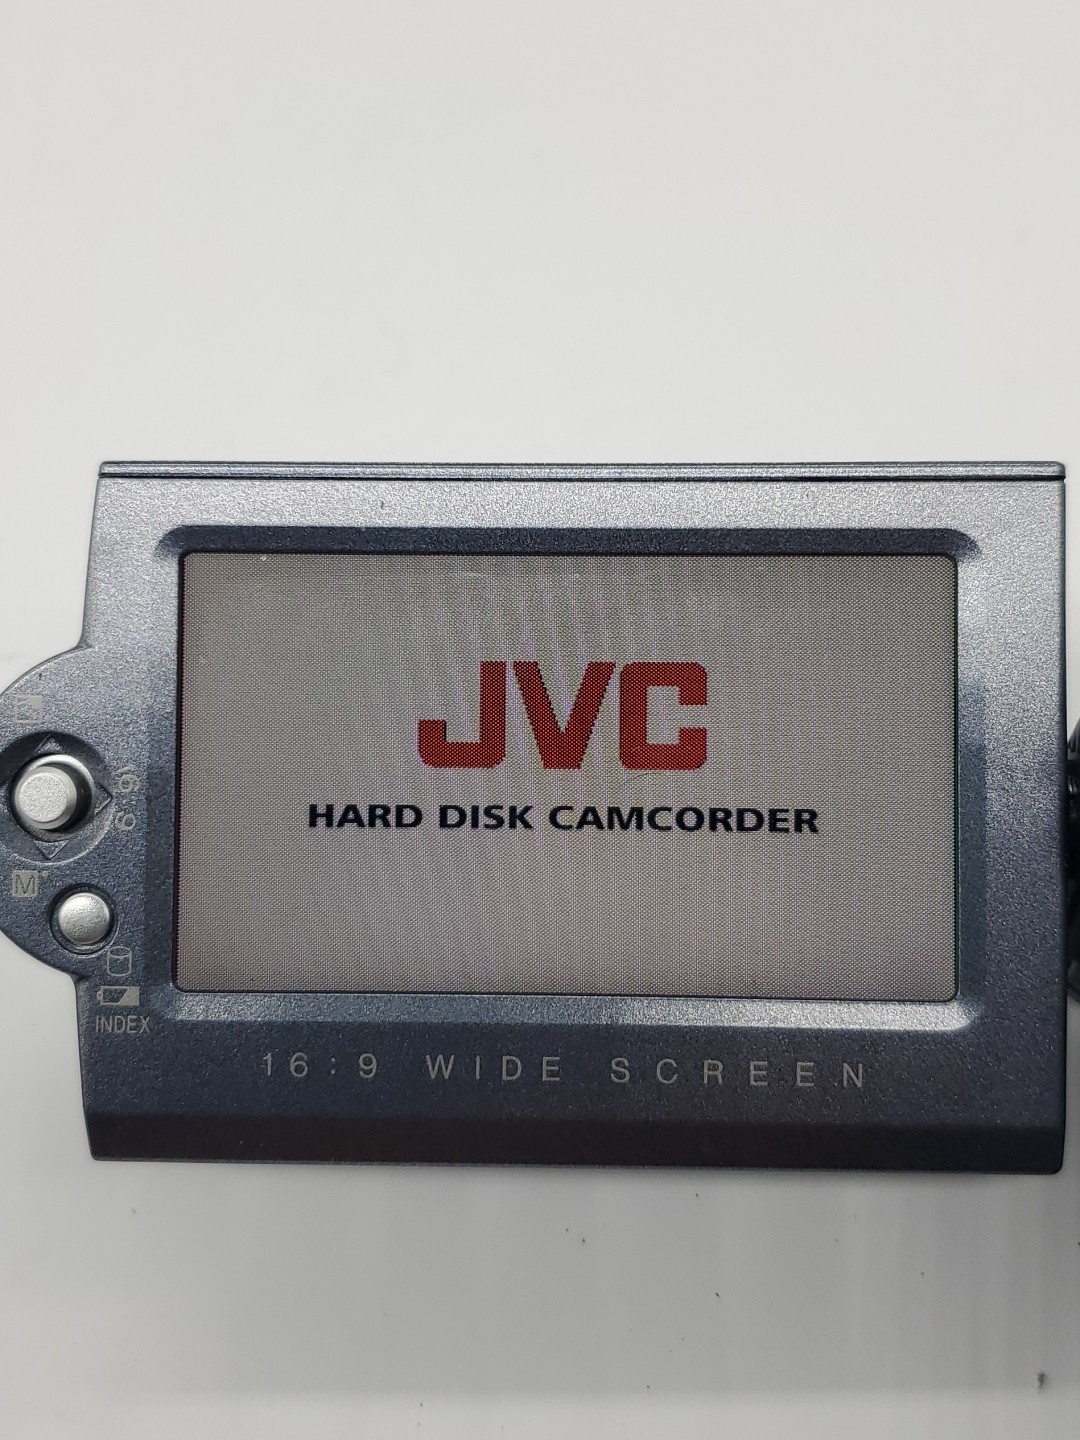 JVC
HARD DISK CAMCORDER
16:9
M
INDEX
16:9 WIDE SCREEN